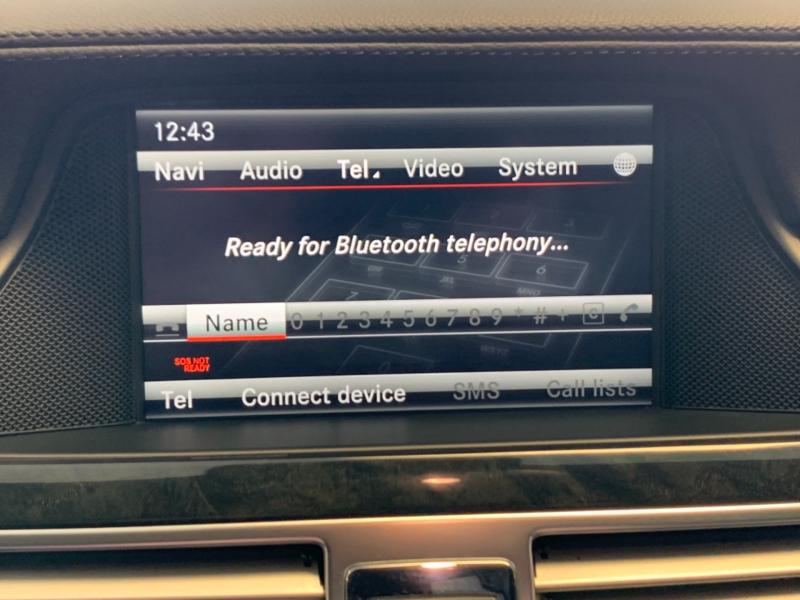 12:43
Navi Audio Tel Video System
Ready for Bluetooth telephony...
Name 0 1 2 3 4 5 6 7 8 9 * # + C
SOS NOT
READY
Tel Connect device SMS Call lists